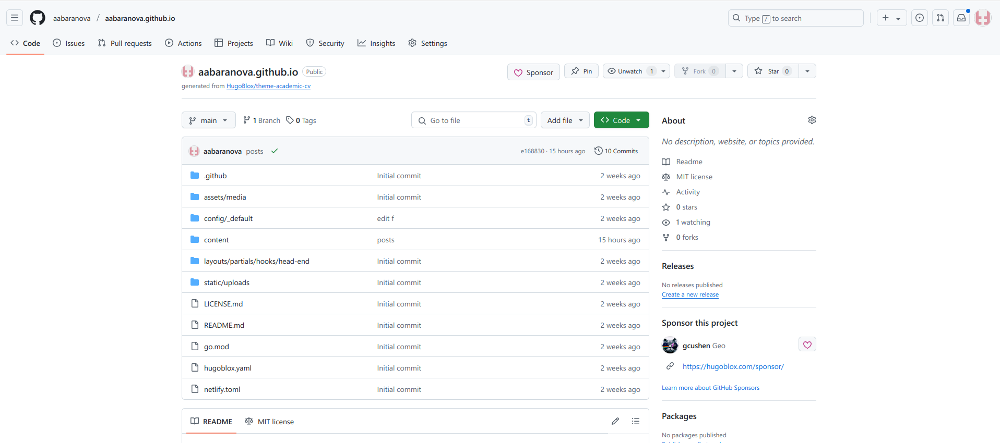 aabaranova / aabaranova.github.io
Type / to search
Code Issues Pull requests Actions Projects Wiki Security Insights Settings
aabaranova.github.io Public
generated from HugoBlox/theme-academic-cv
Sponsor Pin Unwatch 1 Fork 0 Star 0
main 1 Branch 0 Tags
Go to file t Add file Code
aabaranova posts e168830 · 15 hours ago 10 Commits
.github Initial commit 2 weeks ago
assets/media Initial commit 2 weeks ago
config/_default edit f 2 weeks ago
content posts 15 hours ago
layouts/partials/hooks/head-end Initial commit 2 weeks ago
static/uploads Initial commit 2 weeks ago
LICENSE.md Initial commit 2 weeks ago
README.md Initial commit 2 weeks ago
go.mod Initial commit 2 weeks ago
hugoblox.yaml Initial commit 2 weeks ago
netlify.toml Initial commit 2 weeks ago
README MIT license
About
No description, website, or topics provided.
Readme
MIT license
Activity
0 stars
1 watching
0 forks
Releases
No releases published
Create a new release
Sponsor this project
gcushen Geo
https://hugoblox.com/sponsor/
Learn more about GitHub Sponsors
Packages
No packages published